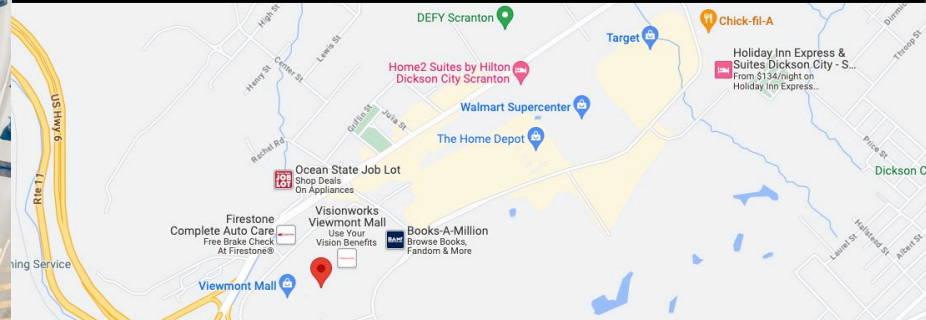 High St
DEFY Scranton
Chick-fil-A
Dimmic
Throop St
Target
Lewis St
Center St
Henry St
Home2 Suites by Hilton
Dickson City Scranton
Holiday Inn Express &
Suites Dickson City - S...
From $134/night on
Holiday Inn Express...
US Hwy 6
Walmart Supercenter
Griffin St
Julia St
The Home Depot
Rachel Rd
Price St
Rte 11
JOB
LOT
Ocean State Job Lot
Shop Deals
On Appliances
Dickson C
Firestone
Complete Auto Care
Free Brake Check
At Firestone®
Visionworks
Viewmont Mall
Use Your
Vision Benefits
BAM!
Books-A-Million
Browse Books,
Fandom & More
Laurel St
Halstead St
Albert St
ning Service
Viewmont Mall